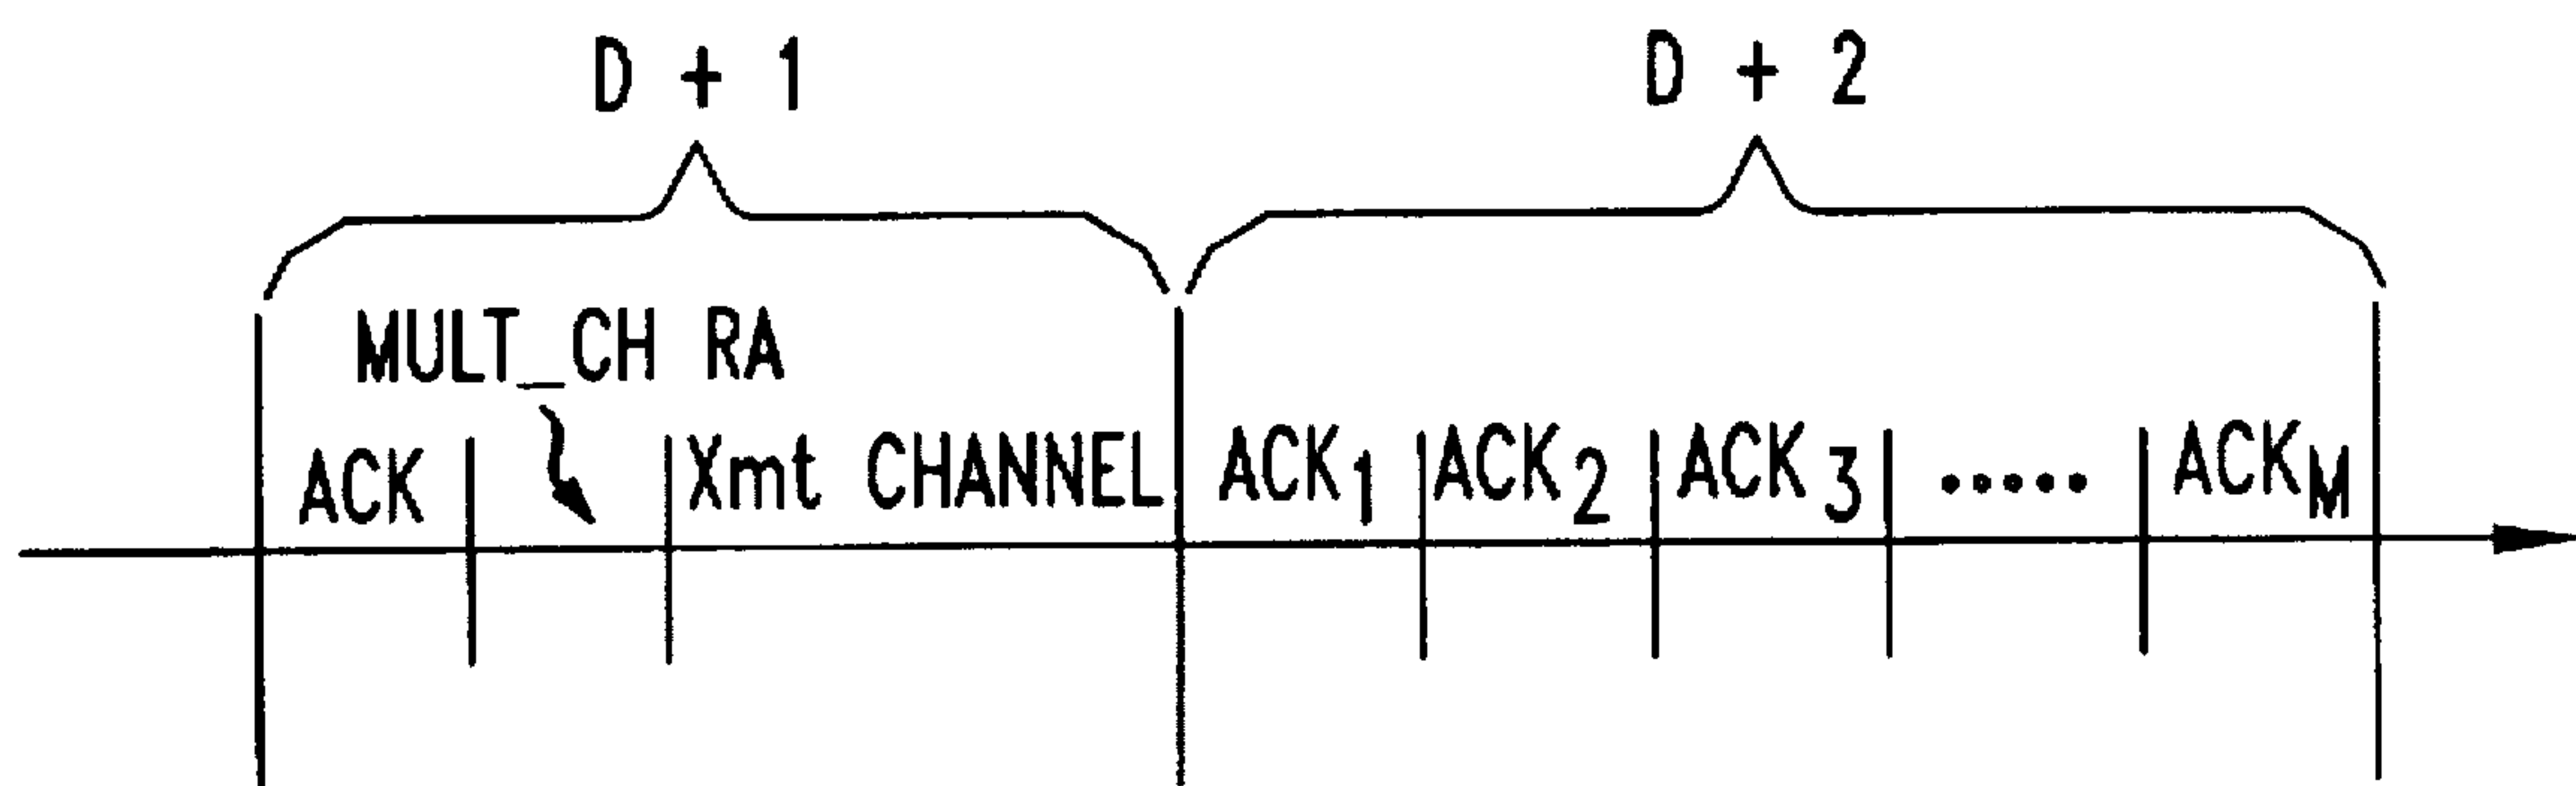 D + 1 D + 2
MULT_CH RA
ACK Xmt CHANNEL ACK1 ACK2 ACK3 ..... ACKM